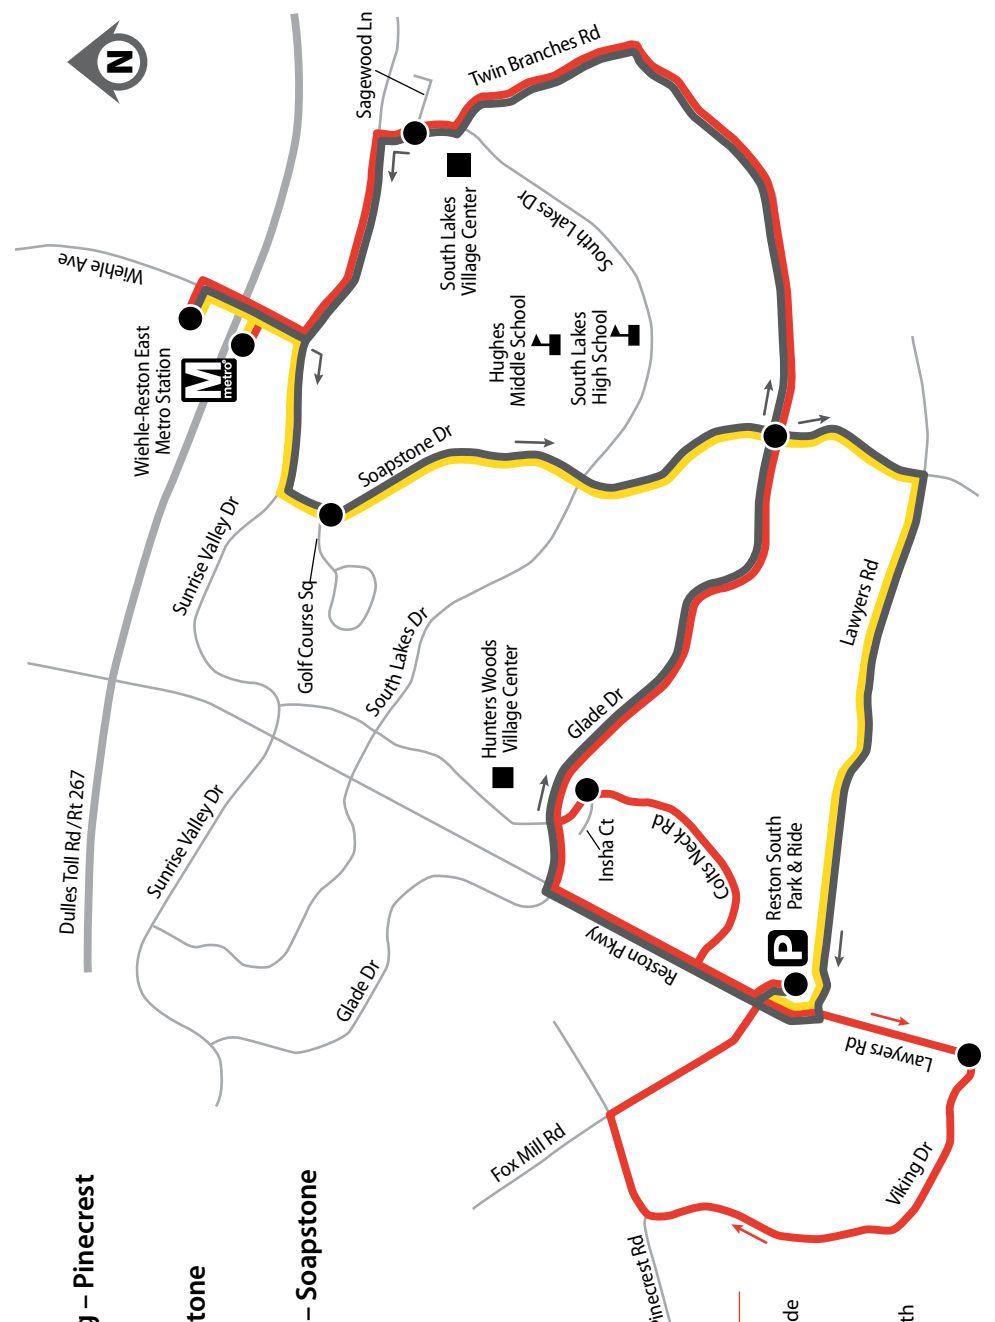 N
Sagewood Ln
Twin Branches Rd
Wiehle Ave
South Lakes
Village Center
South Lakes Dr
Wiehle-Reston East
Metro Station
M
metro
Hughes
Middle School
South Lakes
High School
Soapstone Dr
Sunrise Valley Dr
Golf Course Sq
South Lakes Dr
Hunters Woods
Village Center
Glade Dr
Lawyers Rd
Dulles Toll Rd/Rt 267
Sunrise Valley Dr
Insha Ct
Colts Neck Rd
Reston South
Park & Ride
P
Reston Pkwy
Glade Dr
Lawyers Rd
Fox Mill Rd
Viking Dr
Pinecrest Rd
– Pinecrest
– Soapstone